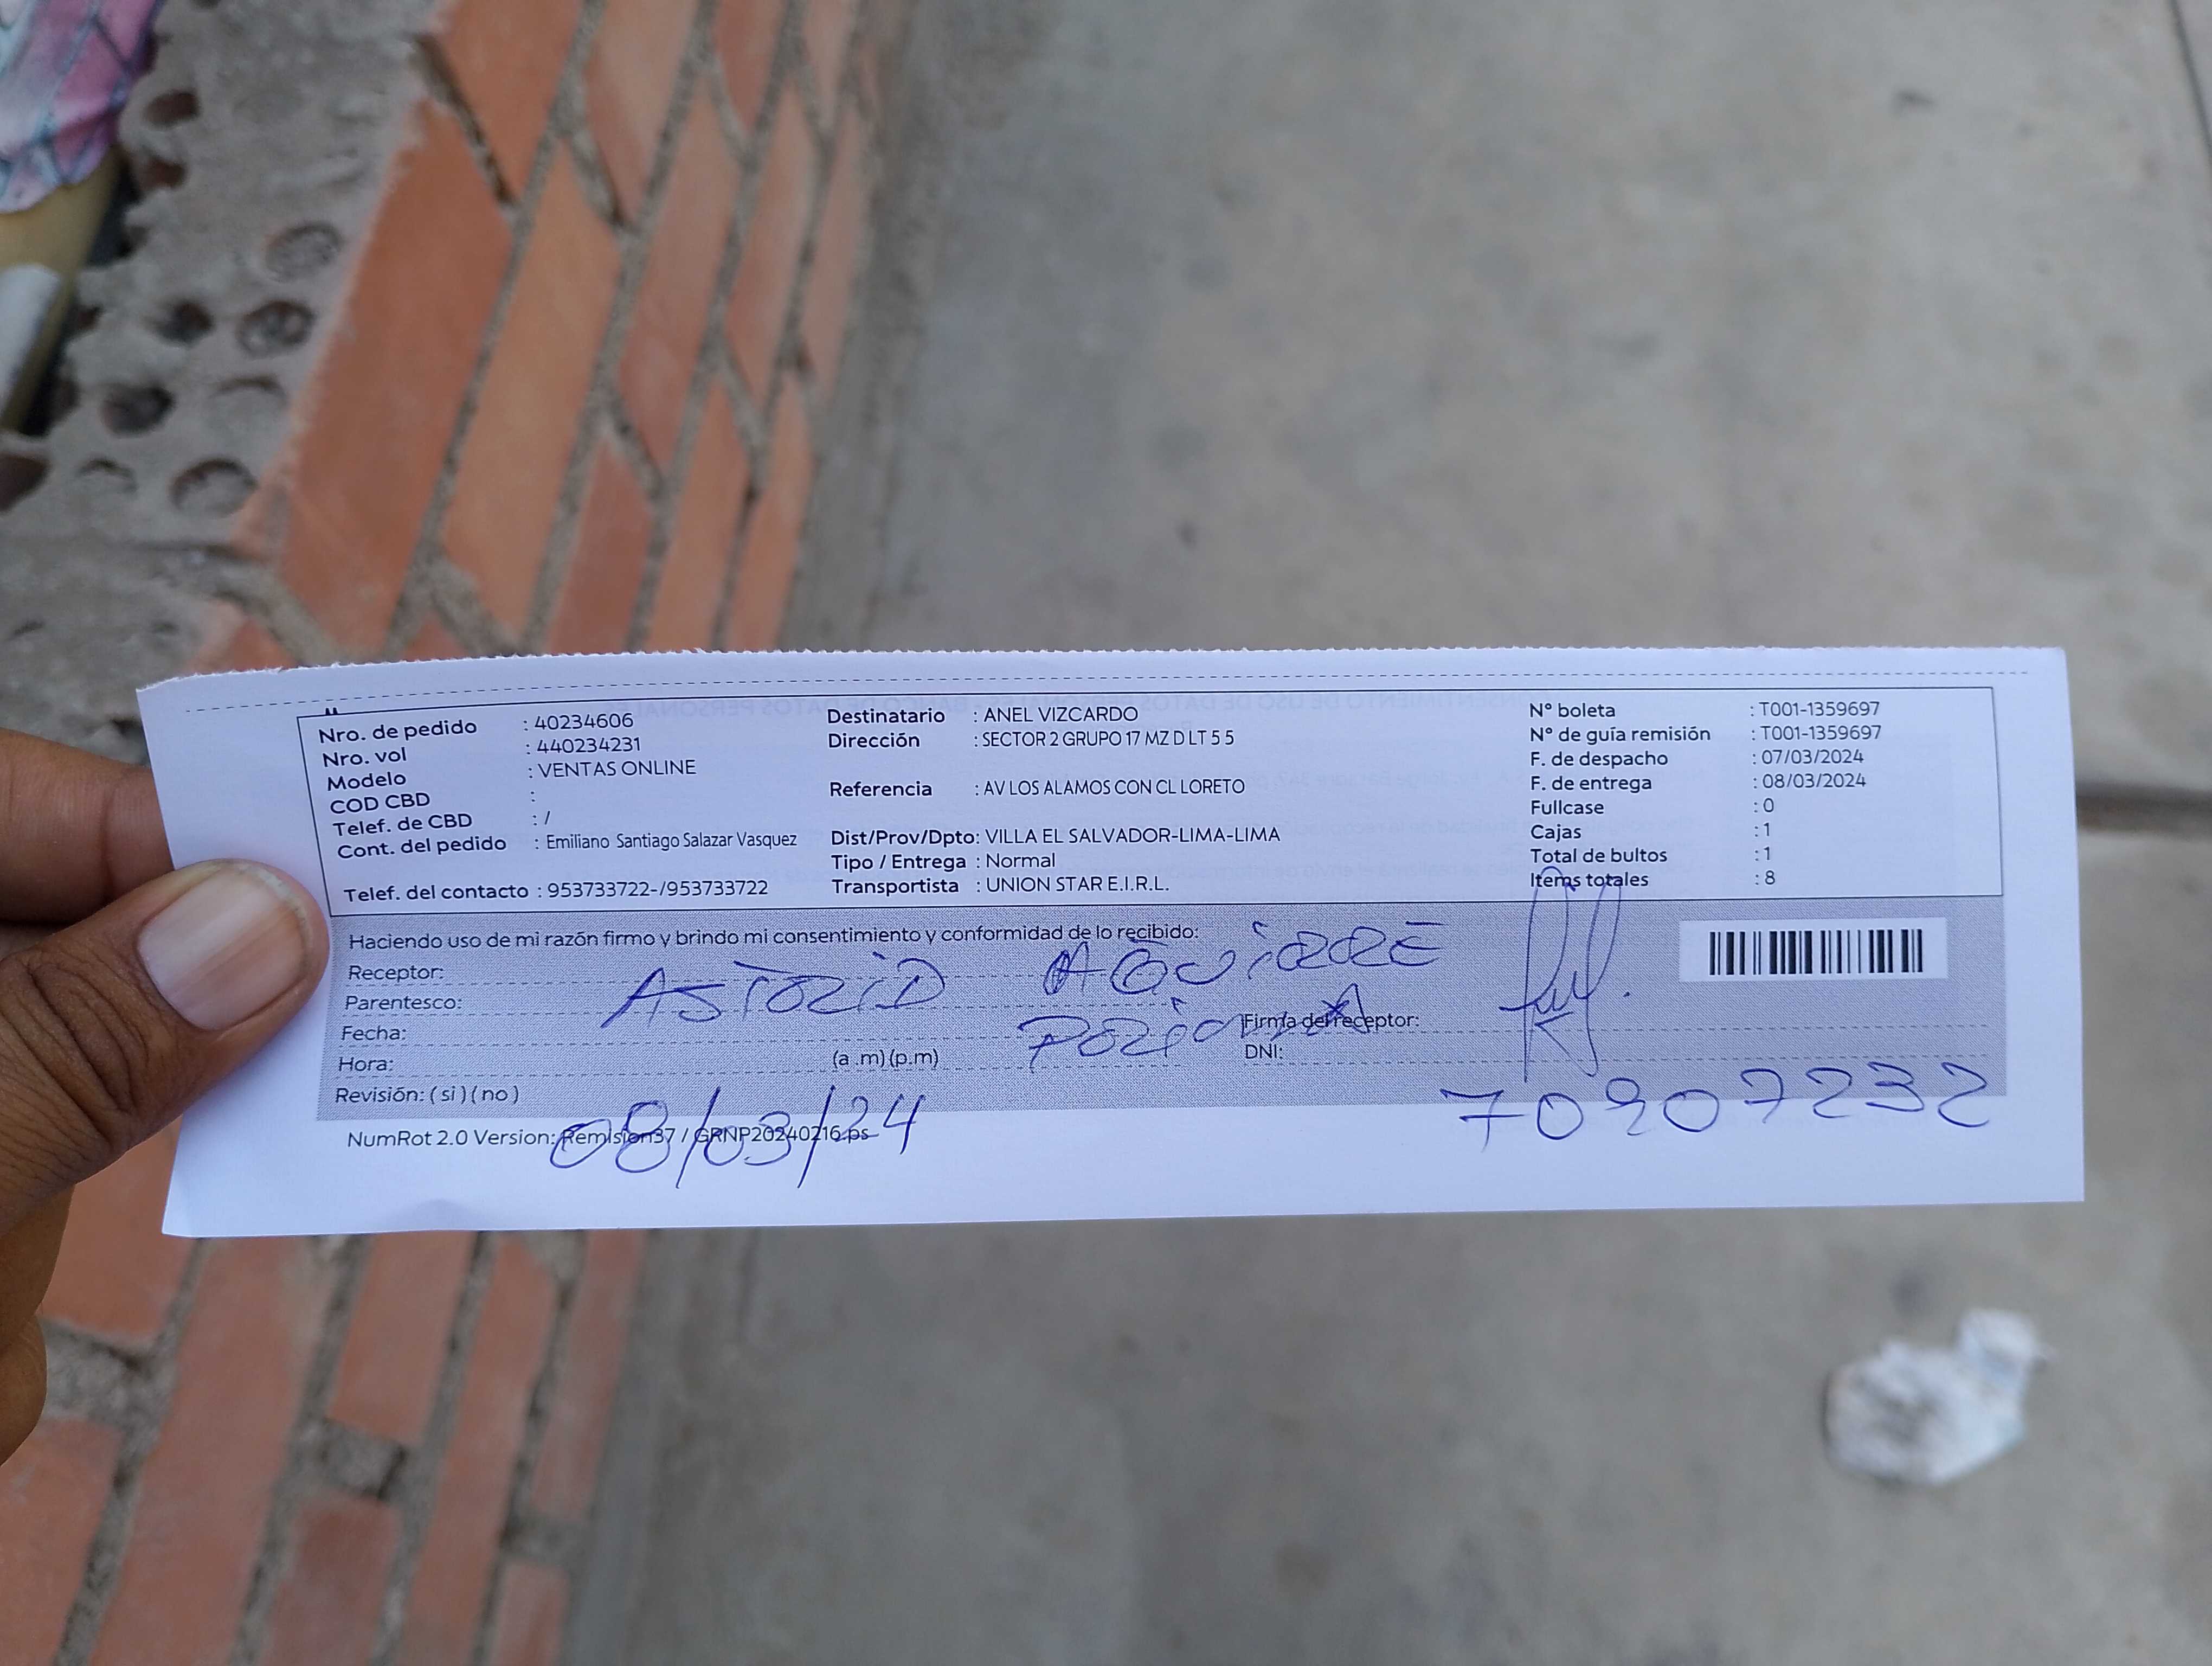 Nro. de pedido : 40234606
Nro. vol : 440234231
Modelo : VENTAS ONLINE
COD CBD :
Telef. de CBD : /
Cont. del pedido : Emiliano Santiago Salazar Vasquez
Telef. del contacto : 953733722-/953733722
Destinatario : ANEL VIZCARDO
Dirección : SECTOR 2 GRUPO 17 MZ D LT 5 5
Referencia : AV LOS ALAMOS CON CL LORETO
Dist/Prov/Dpto: VILLA EL SALVADOR-LIMA-LIMA
Tipo / Entrega : Normal
Transportista : UNION STAR E.I.R.L.
N° boleta : T001-1359697
N° de guía remisión : T001-1359697
F. de despacho : 07/03/2024
F. de entrega : 08/03/2024
Fullcase : 0
Cajas : 1
Total de bultos : 1
Items totales : 8
Haciendo uso de mi razón firmo y brindo mi consentimiento y conformidad de lo recibido:
Receptor: ASTRID AGUIRRE
Parentesco: PRIMA
Fecha: Firma del receptor:
Hora: (a .m) (p.m) DNI:
Revisión: ( si ) ( no )
70907232
NumRot 2.0 Version: Remision37 / GRNP20240216.ps
08/03/24